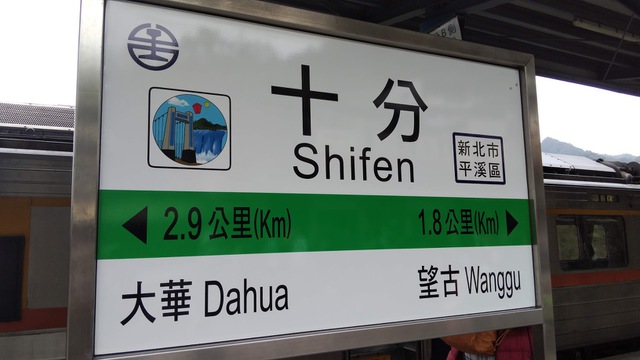 十分
Shifen
新北市
平溪區
2.9公里(Km)
1.8公里(Km)
大華 Dahua
望古 Wanggu